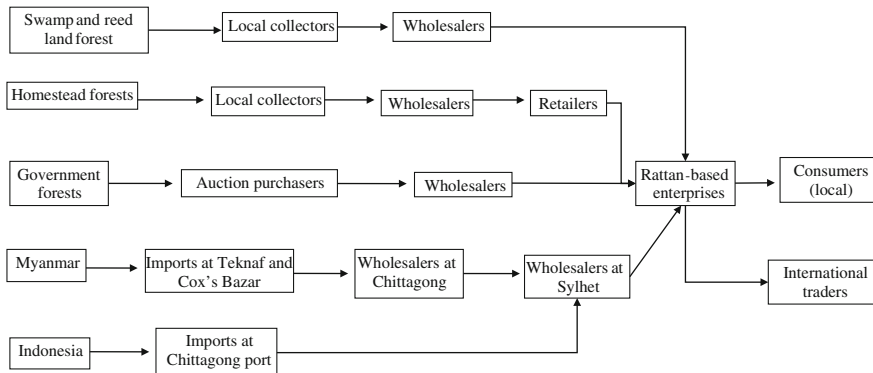 Swamp and reed
land forest
Local collectors
Wholesalers
Homestead forests
Local collectors
Wholesalers
Retailers
Government
forests
Auction purchasers
Wholesalers
Rattan-based
enterprises
Consumers
(local)
Myanmar
Imports at Teknaf and
Cox's Bazar
Wholesalers at
Chittagong
Wholesalers at
Sylhet
International
traders
Indonesia
Imports at
Chittagong port